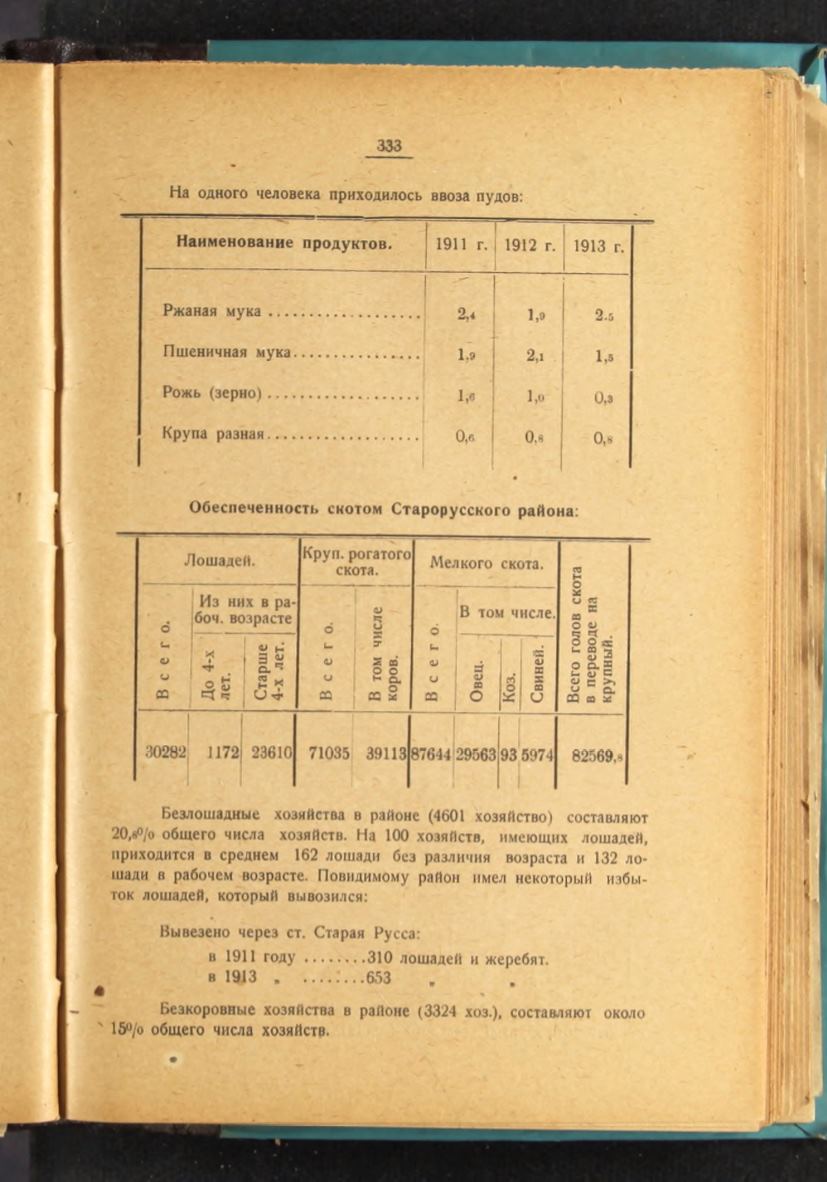 333
На одного человека приходилось ввоза пудов:
Наименование продуктов. 1911 г. 1912 г. 1913 г.
Ржаная мука ................... 2,4 1,9 2.5
Пшеничная мука................ 1,9 2,1 1,5
Рожь (зерно) ................... 1,6 1,0 0,3
Крупа разная................... 0,6 0,8 0,8
Обеспеченность скотом Старорусского района:
Лошадей. Круп. рогатого скота. Мелкого скота. Всего голов скота в переводе на крупный.
Всего. Из них в рабоч. возрасте Всего. В том числе коров. Всего. В том числе.
До 4-х лет. Старше 4-х лет. Овец. Коз. Свиней.
30282 1172 23610 71035 39113 87644 29563 93 5974 82569,8
Безлошадные хозяйства в районе (4601 хозяйство) составляют
20,8% общего числа хозяйств. На 100 хозяйств, имеющих лошадей,
приходится в среднем 162 лошади без различия возраста и 132 ло-
шади в рабочем возрасте. Повидимому район имел некоторый избы-
ток лошадей, который вывозился:
Вывезено через ст. Старая Русса:
в 1911 году ........310 лошадей и жеребят.
в 1913 „ ........653 „ „
Безкоровные хозяйства в районе (3324 хоз.), составляют около
15% общего числа хозяйств.